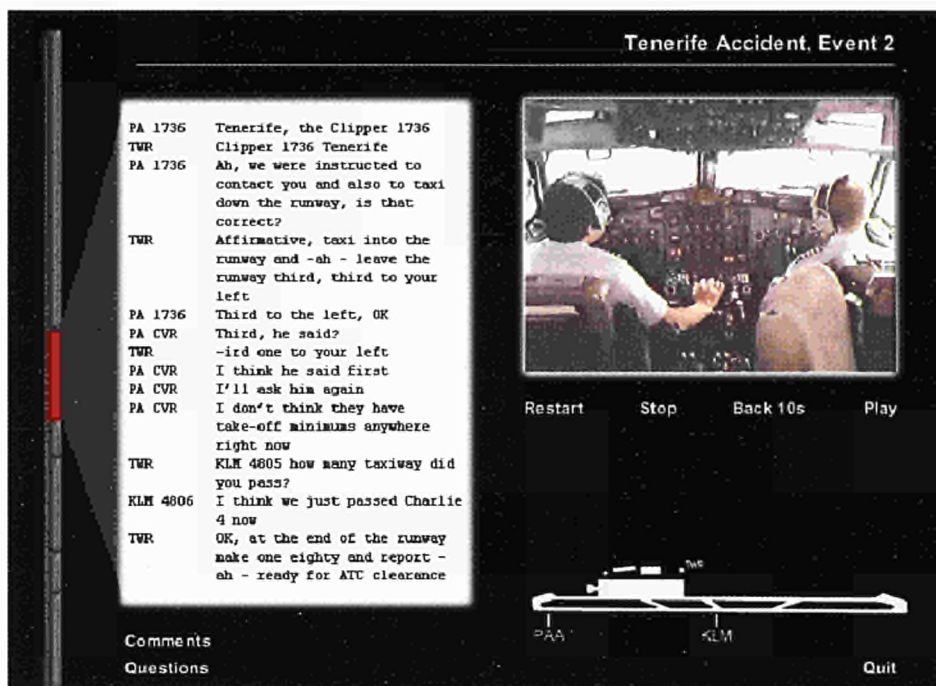 Tenerife Accident, Event 2
PA 1736 Tenerife, the Clipper 1736
TWR Clipper 1736 Tenerife
PA 1736 Ah, we were instructed to
contact you and also to taxi
down the runway, is that
correct?
TWR Affirmative, taxi into the
runway and -ah - leave the
runway third, third to your
left
PA 1736 Third to the left, OK
PA CVR Third, he said?
TWR -ird one to your left
PA CVR I think he said first
PA CVR I'll ask him again
PA CVR I don't think they have
take-off minimums anywhere
right now
TWR KLM 4805 how many taxiway did
you pass?
KLM 4806 I think we just passed Charlie
4 now
TWR OK, at the end of the runway
make one eighty and report -
ah - ready for ATC clearance
Restart Stop Back 10s Play
TWR
PAA KLM
Comments
Questions
Quit